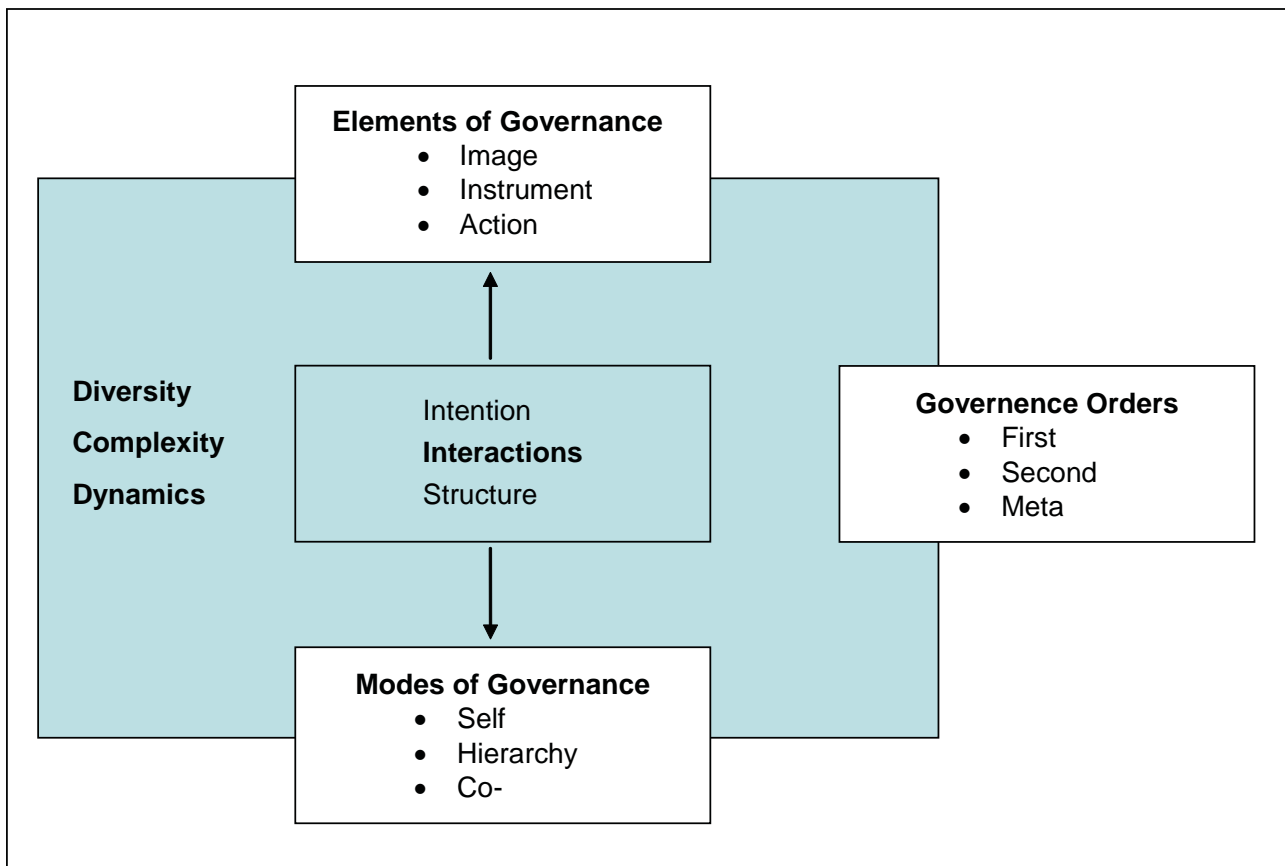 Elements of Governance
• Image
• Instrument
• Action
Diversity
Complexity
Dynamics
Intention
Interactions
Structure
Governence Orders
• First
• Second
• Meta
Modes of Governance
• Self
• Hierarchy
• Co-